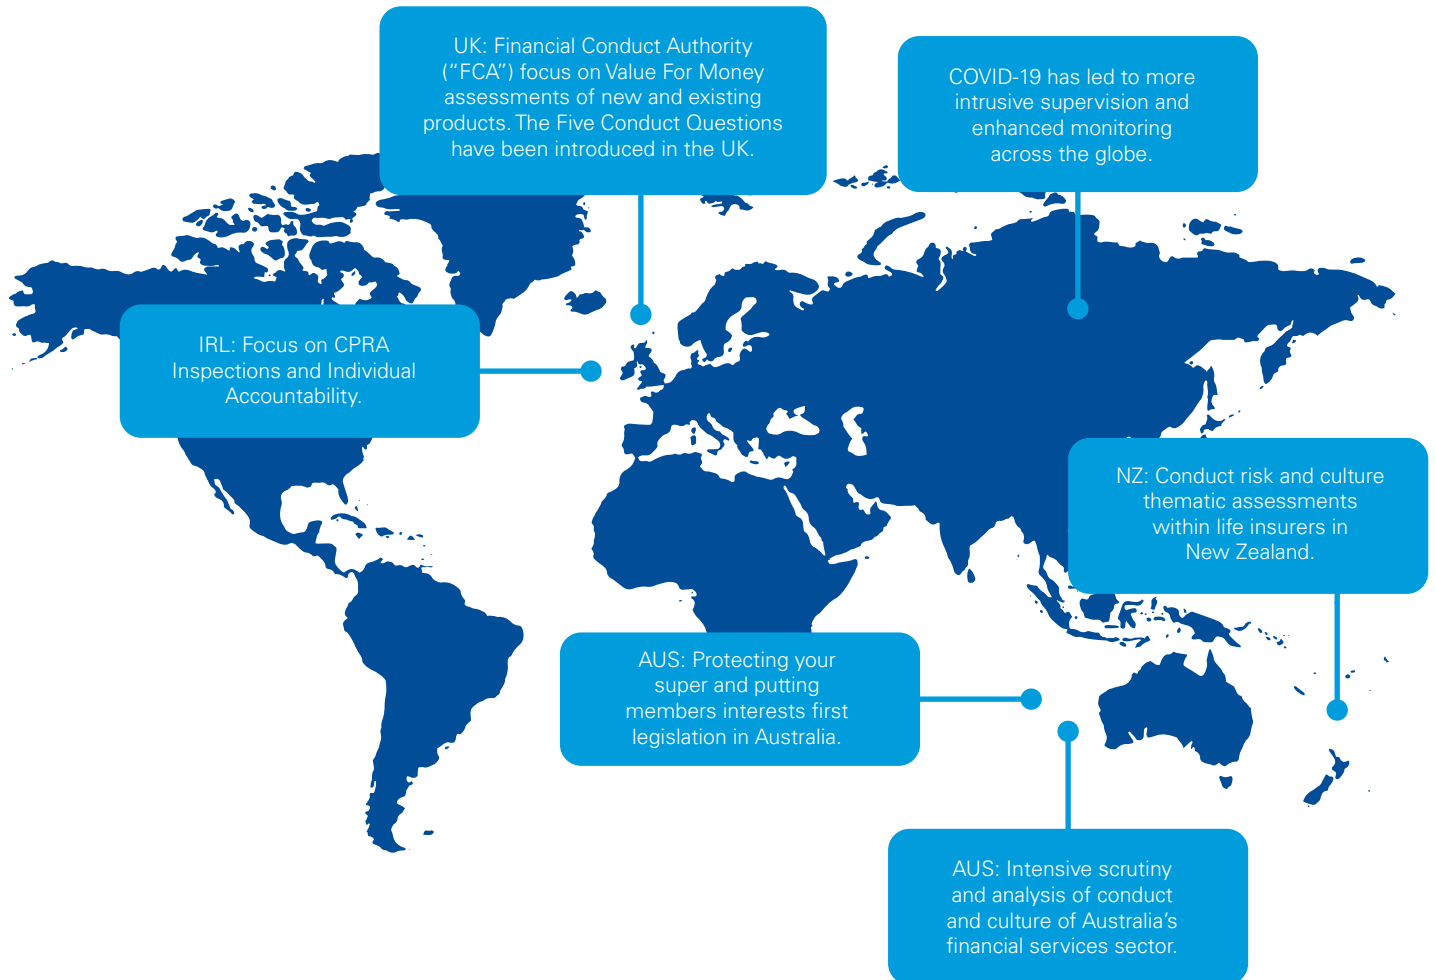 UK: Financial Conduct Authority
(“FCA”) focus on Value For Money
assessments of new and existing
products. The Five Conduct Questions
have been introduced in the UK.
COVID-19 has led to more
intrusive supervision and
enhanced monitoring
across the globe.
IRL: Focus on CPRA
Inspections and Individual
Accountability.
NZ: Conduct risk and culture
thematic assessments
within life insurers in
New Zealand.
AUS: Protecting your
super and putting
members interests first
legislation in Australia.
AUS: Intensive scrutiny
and analysis of conduct
and culture of Australia’s
financial services sector.